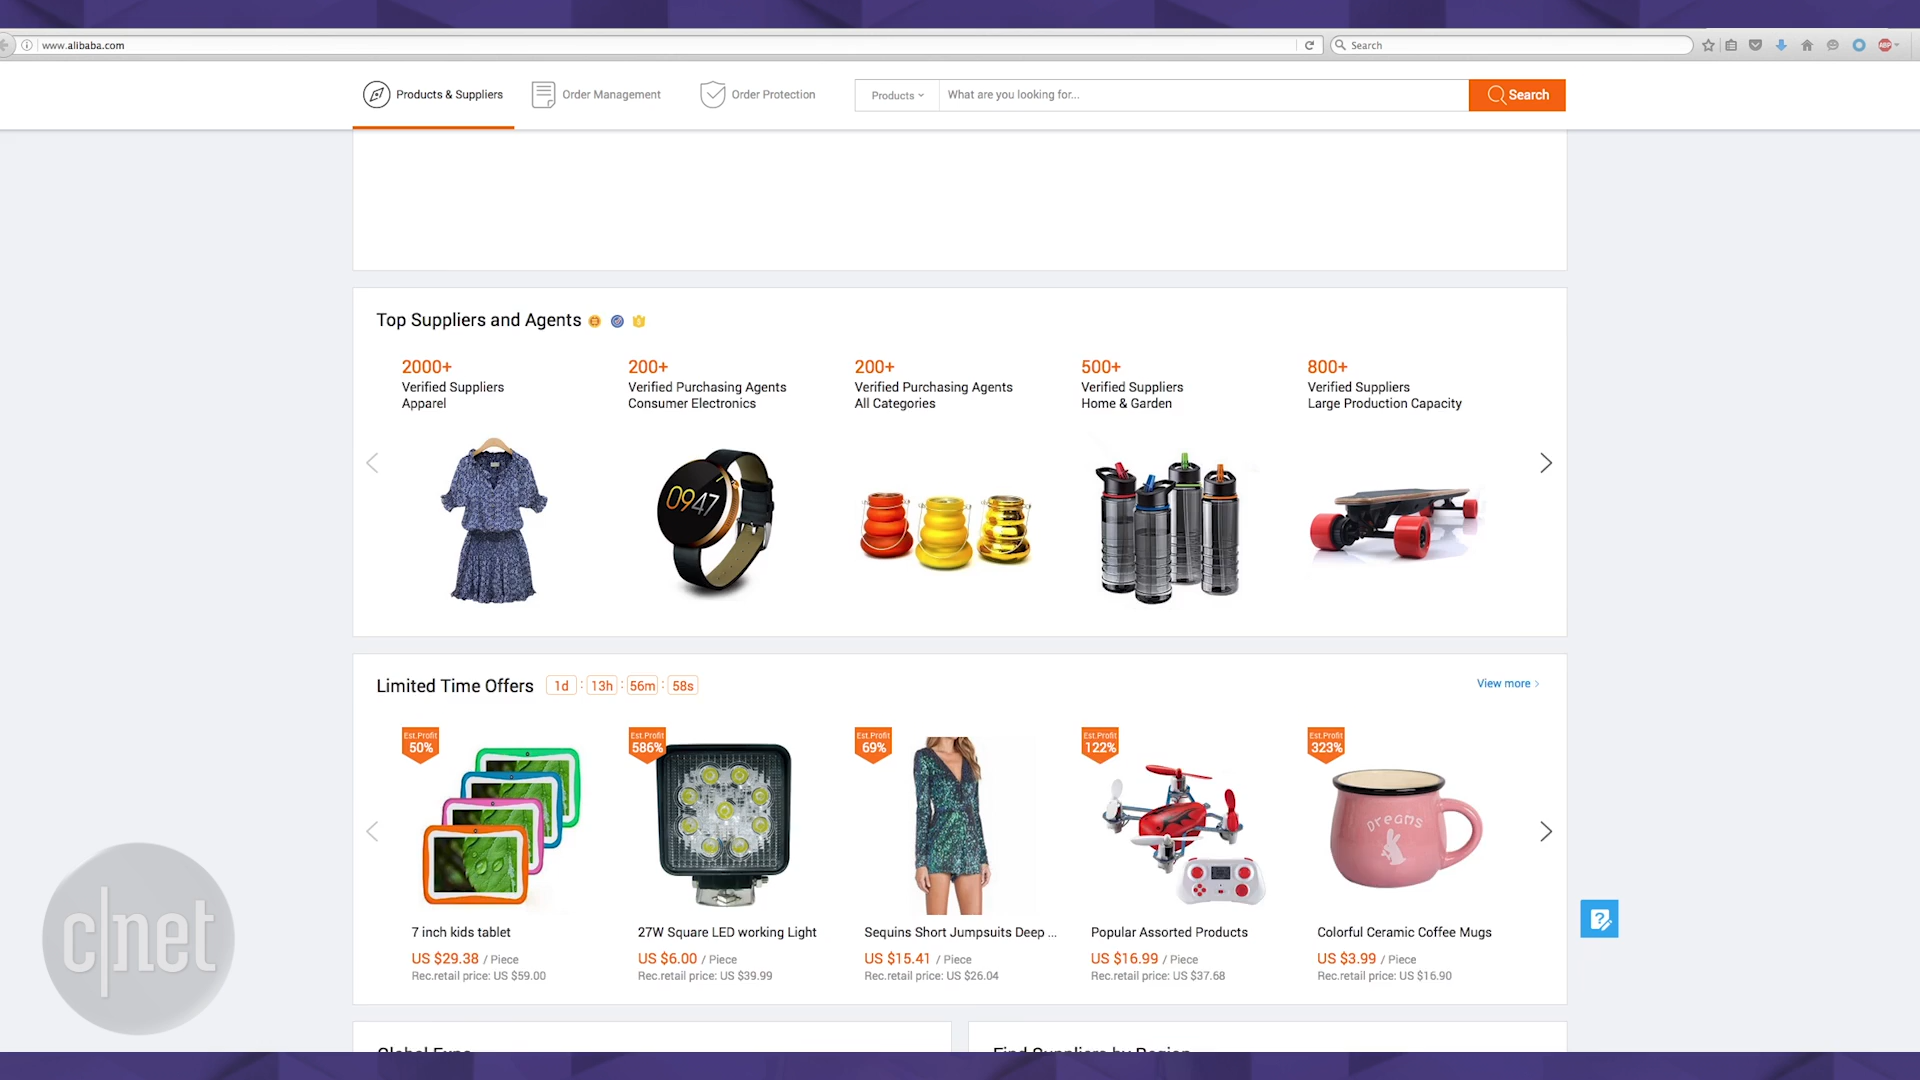 www.alibaba.com
Search
ABP
Products & Suppliers
Order Management
Order Protection
Products
What are you looking for...
Search
Top Suppliers and Agents
2000+
Verified Suppliers
Apparel
200+
Verified Purchasing Agents
Consumer Electronics
200+
Verified Purchasing Agents
All Categories
500+
Verified Suppliers
Home & Garden
800+
Verified Suppliers
Large Production Capacity
0947
Limited Time Offers 1d : 13h : 56m : 58s
View more >
Est.Profit
50%
Est.Profit
586%
Est.Profit
69%
Est.Profit
122%
Est.Profit
323%
Dreams
7 inch kids tablet
US $29.38 / Piece
Rec.retail price: US $59.00
27W Square LED working Light
US $6.00 / Piece
Rec.retail price: US $39.99
Sequins Short Jumpsuits Deep ...
US $15.41 / Piece
Rec.retail price: US $26.04
Popular Assorted Products
US $16.99 / Piece
Rec.retail price: US $37.68
Colorful Ceramic Coffee Mugs
US $3.99 / Piece
Rec.retail price: US $16.90
c|net
Global Expo
Find Suppliers by Region